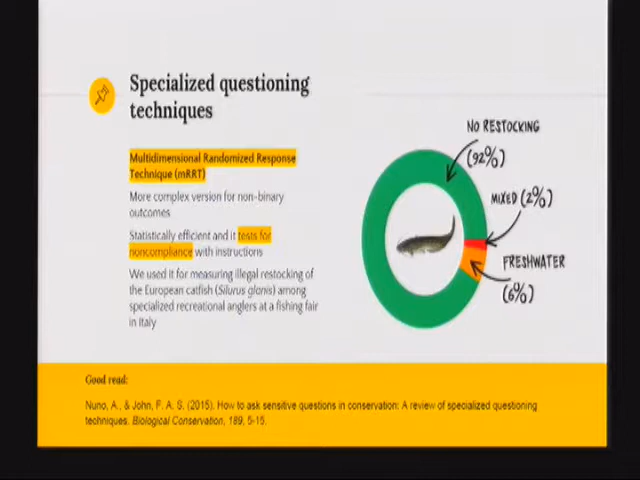 Specialized questioning
techniques
Multidimensional Randomized Response
Technique (mRRT)
More complex version for non-binary
outcomes
Statistically efficient and it tests for
noncompliance with instructions
We used it for measuring illegal restocking of
the European catfish (Silurus glanis) among
specialized recreational anglers at a fishing fair
in Italy
NO RESTOCKING
(92%)
MIXED (2%)
FRESHWATER
(6%)
Good read:
Nuno, A., & John, F. A. S. (2015). How to ask sensitive questions in conservation: A review of specialized questioning
techniques. Biological Conservation, 189, 5-15.